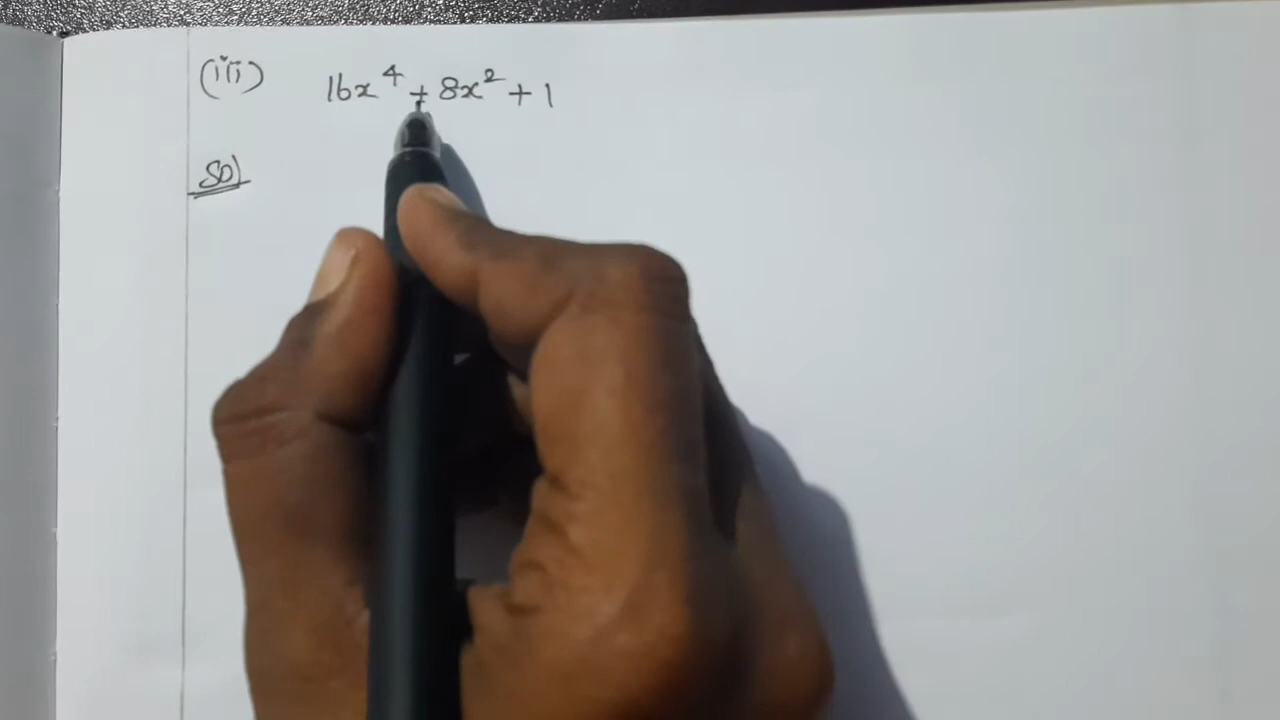 (iii) 16x⁴ + 8x² + 1
Sol